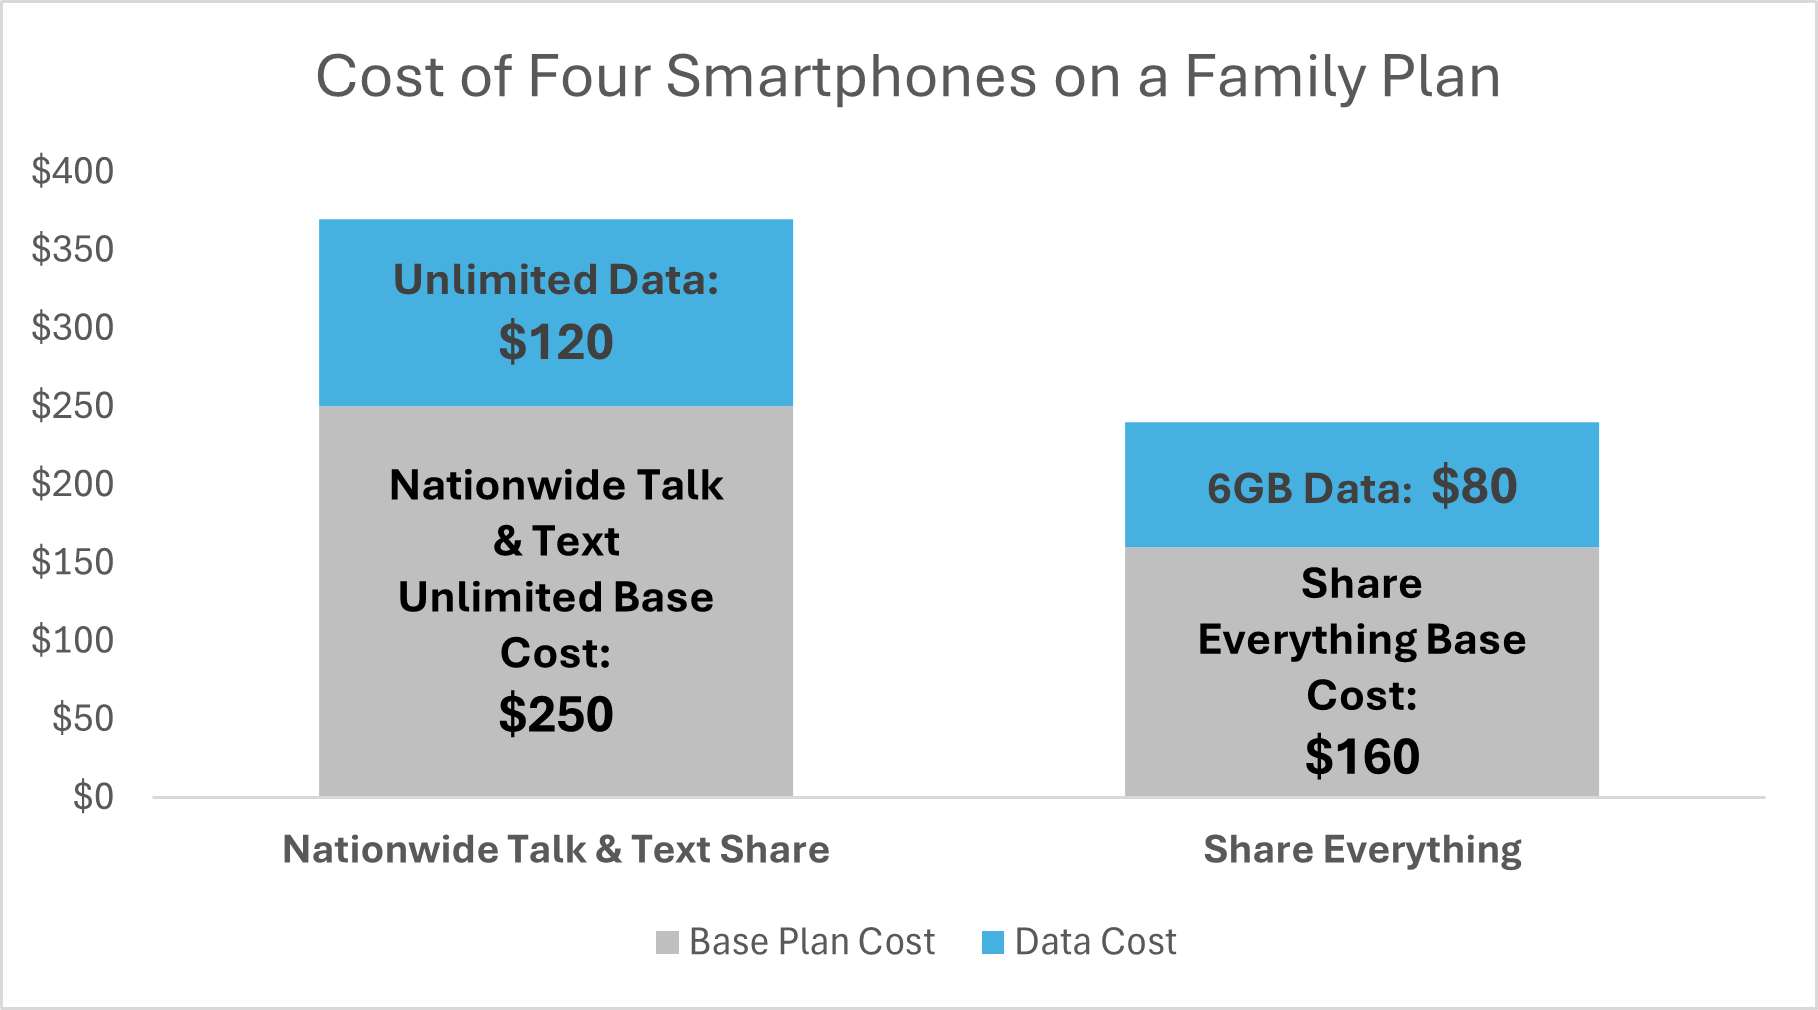 Cost of Four Smartphones on a Family Plan
$400
$350
$300
$250
$200
$150
$100
$50
$0
Unlimited Data:
$120
Nationwide Talk
& Text
Unlimited Base
Cost:
$250
6GB Data: $80
Share
Everything Base
Cost:
$160
Nationwide Talk & Text Share
Share Everything
Base Plan Cost
Data Cost